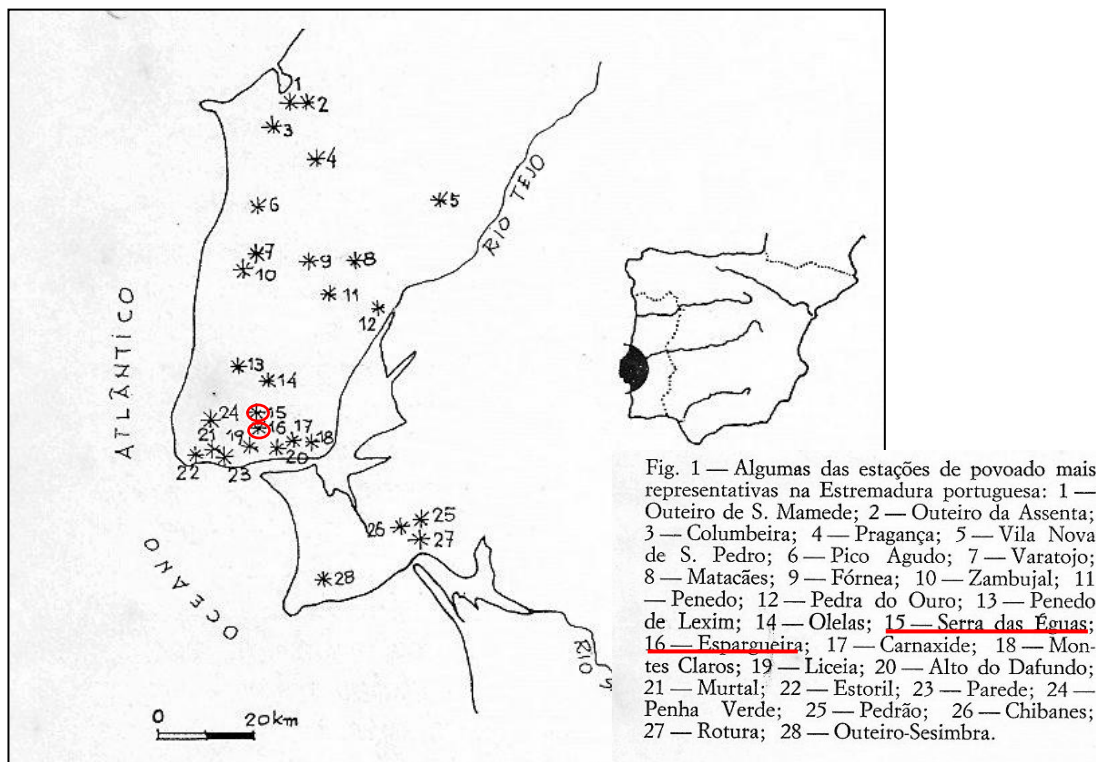 1
2
3
4
5
6
7
8
9
10
11
12
13
14
15
16
17
18
19
20
21
22
23
24
25
26
27
28
RIO TEJO
ATLÂNTICO
OCEANO
RIO S
0 20km
Fig. 1 — Algumas das estações de povoado mais
representativas na Estremadura portuguesa: 1 —
Outeiro de S. Mamede; 2 — Outeiro da Assenta;
3 — Columbeira; 4 — Pragança; 5 — Vila Nova
de S. Pedro; 6 — Pico Agudo; 7 — Varatojo;
8 — Matacães; 9 — Fórnea; 10 — Zambujal; 11
— Penedo; 12 — Pedra do Ouro; 13 — Penedo
de Lexim; 14 — Olelas; 15 — Serra das Éguas;
16 — Espargueira; 17 — Carnaxide; 18 — Mon-
tes Claros; 19 — Liceia; 20 — Alto do Dafundo;
21 — Murtal; 22 — Estoril; 23 — Parede; 24 —
Penha Verde; 25 — Pedrão; 26 — Chibanes;
27 — Rotura; 28 — Outeiro-Sesimbra.